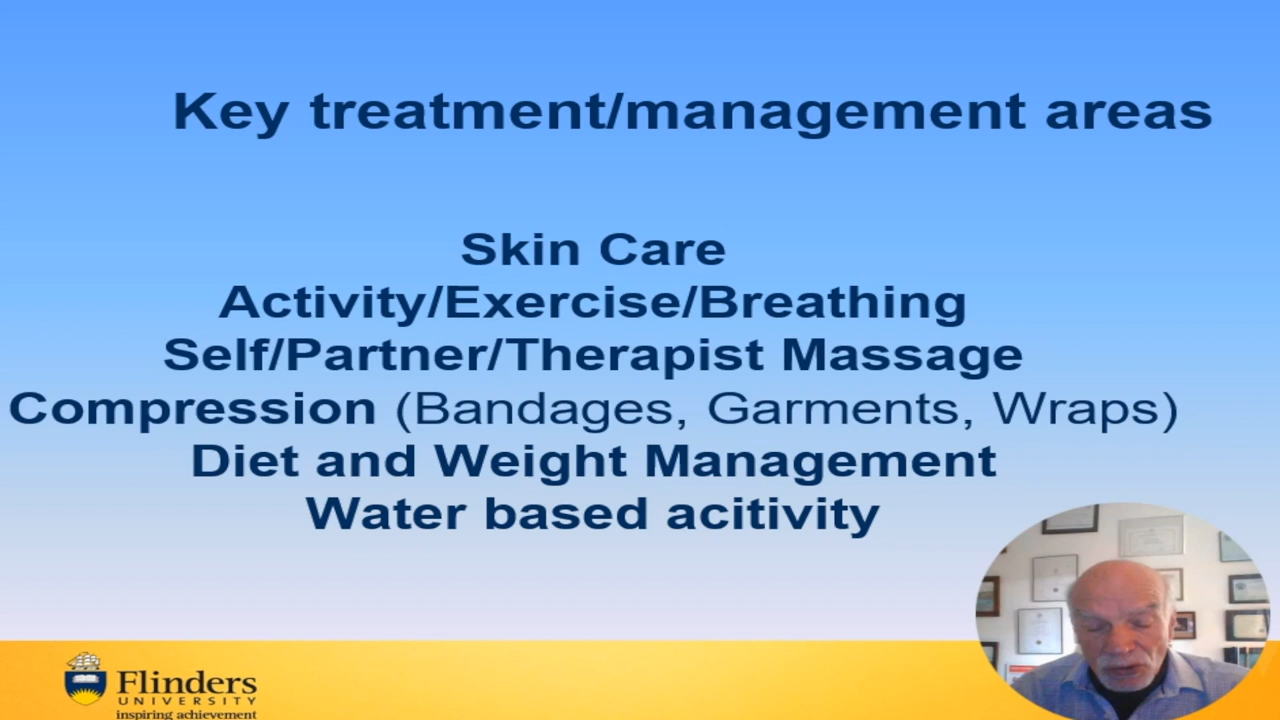 Key treatment/management areas
Skin Care
Activity/Exercise/Breathing
Self/Partner/Therapist Massage
Compression (Bandages, Garments, Wraps)
Diet and Weight Management
Water based acitivity
Flinders
UNIVERSITY
inspiring achievement